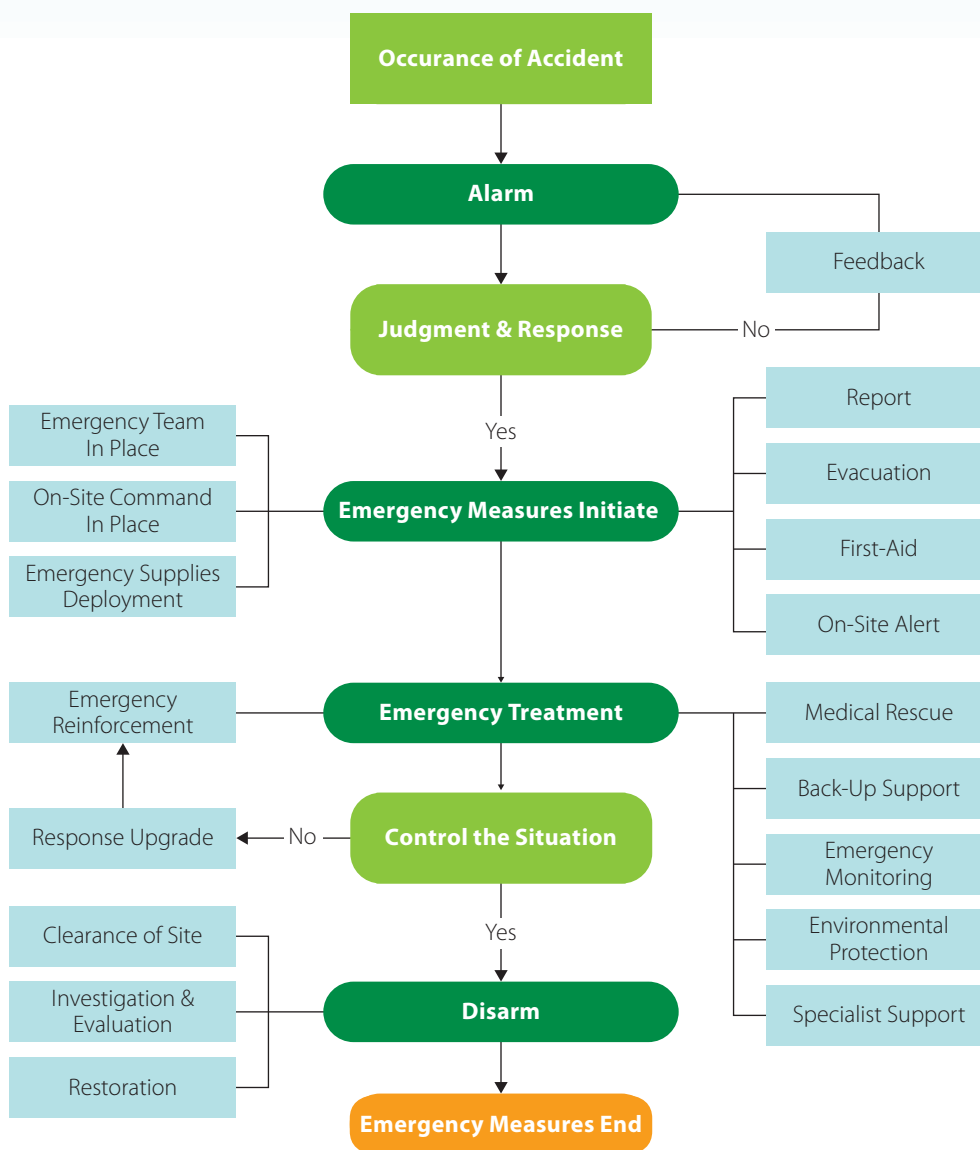 Occurance of Accident
Alarm
Feedback
Judgment & Response
No
Yes
Report
Emergency Team
In Place
Evacuation
On-Site Command
In Place
Emergency Measures Initiate
First-Aid
Emergency Supplies
Deployment
On-Site Alert
Emergency
Reinforcement
Emergency Treatment
Medical Rescue
Back-Up Support
Response Upgrade
No
Control the Situation
Emergency
Monitoring
Clearance of Site
Yes
Environmental
Protection
Investigation &
Evaluation
Disarm
Specialist Support
Restoration
Emergency Measures End